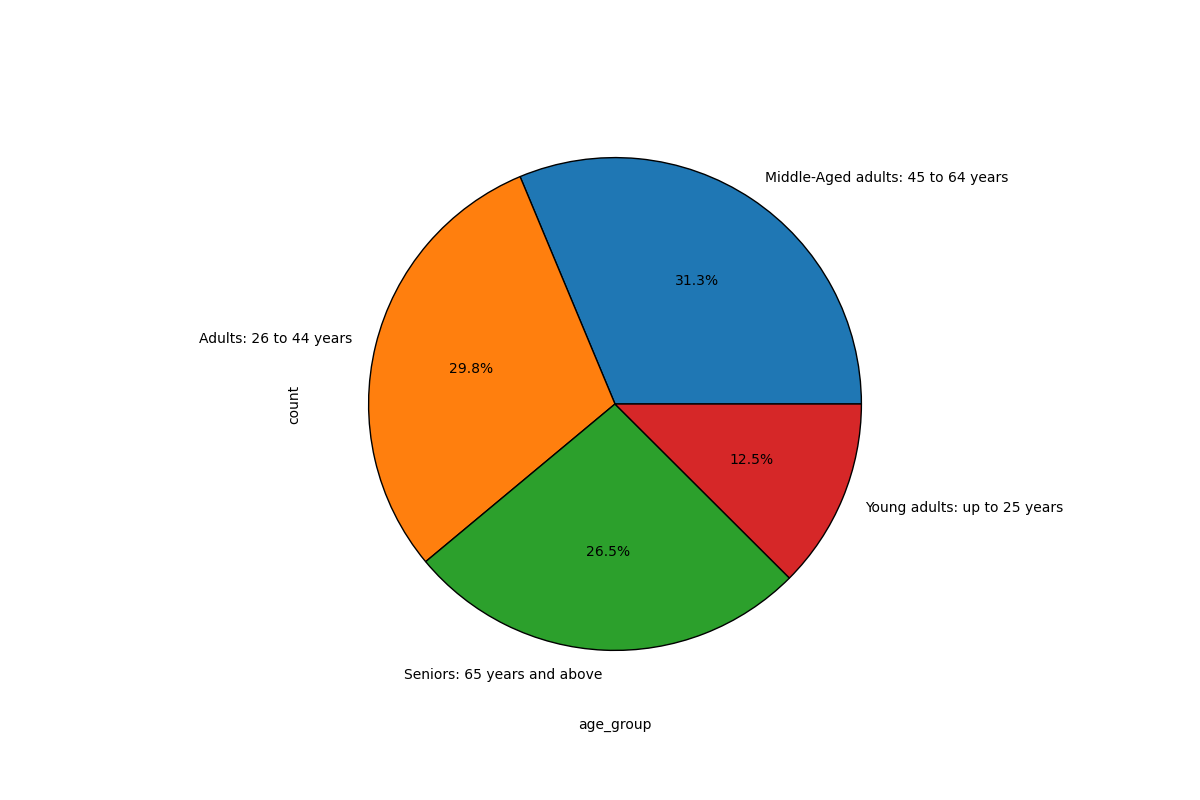 Middle-Aged adults: 45 to 64 years
31.3%
Adults: 26 to 44 years
29.8%
count
12.5%
Young adults: up to 25 years
26.5%
Seniors: 65 years and above
age_group